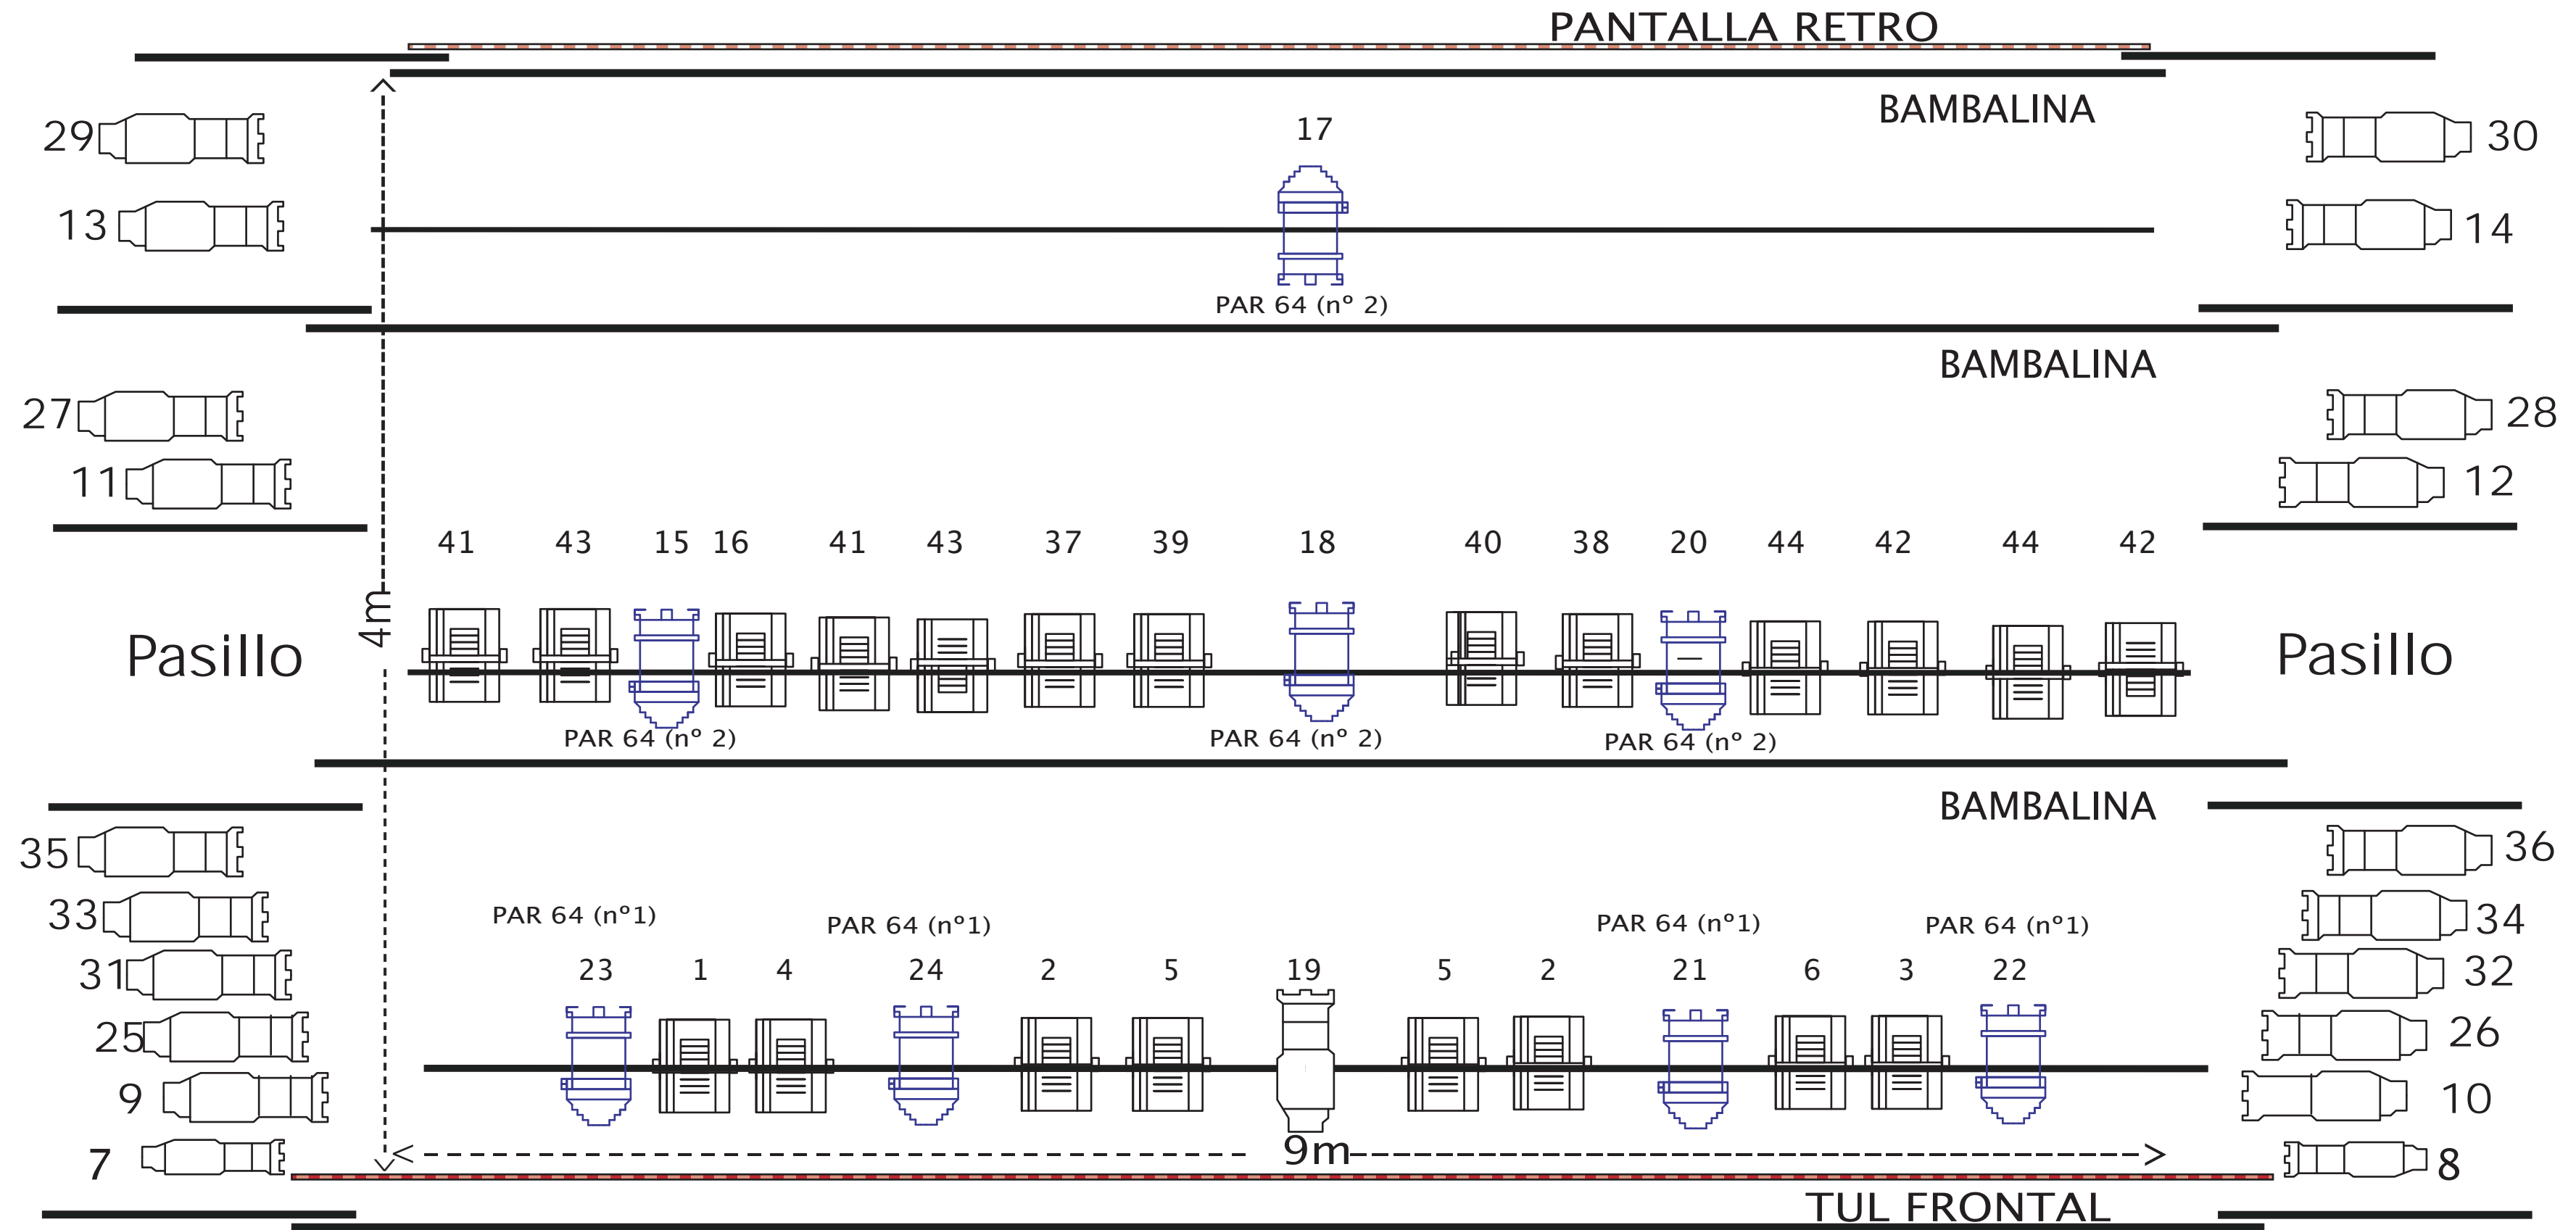 PANTALLA RETRO
BAMBALINA
29
17
30
13
14
PAR 64 (nº 2)
BAMBALINA
27
28
11
12
41 43 15 16 41 43 37 39 18 40 38 20 44 42 44 42
4m
Pasillo
Pasillo
PAR 64 (nº 2) PAR 64 (nº 2) PAR 64 (nº 2)
BAMBALINA
35
36
33
34
PAR 64 (nº1) PAR 64 (nº1) PAR 64 (nº1) PAR 64 (nº1)
31
32
23 1 4 24 2 5 19 5 2 21 6 3 22
25
26
9
10
9m
7
8
TUL FRONTAL